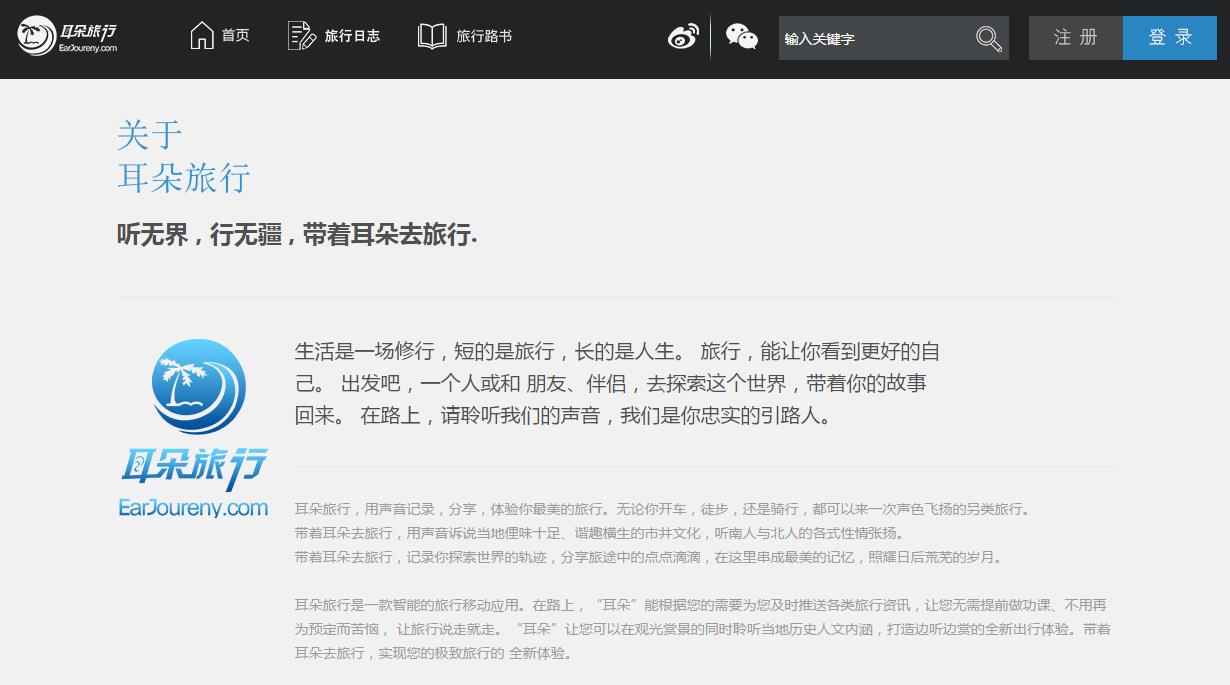 耳朵旅行
EarJoureny.com
首页
旅行日志
旅行路书
输入关键字
注 册
登 录
关于
耳朵旅行
听无界，行无疆，带着耳朵去旅行.
生活是一场修行，短的是旅行，长的是人生。 旅行，能让你看到更好的自
己。 出发吧，一个人或和 朋友、伴侣，去探索这个世界，带着你的故事
回来。 在路上，请聆听我们的声音，我们是你忠实的引路人。
耳朵旅行
EarJoureny.com
耳朵旅行，用声音记录，分享，体验你最美的旅行。无论你开车，徒步，还是骑行，都可以来一次声色飞扬的另类旅行。
带着耳朵去旅行，用声音诉说当地俚味十足、谐趣横生的市井文化，听南人与北人的各式性情张扬。
带着耳朵去旅行，记录你探索世界的轨迹，分享旅途中的点点滴滴，在这里串成最美的记忆，照耀日后荒芜的岁月。
耳朵旅行是一款智能的旅行移动应用。在路上，“耳朵”能根据您的需要为您及时推送各类旅行资讯，让您无需提前做功课、不用再
为预定而苦恼， 让旅行说走就走。“耳朵”让您可以在观光赏景的同时聆听当地历史人文内涵，打造边听边赏的全新出行体验。带着
耳朵去旅行，实现您的极致旅行的 全新体验。